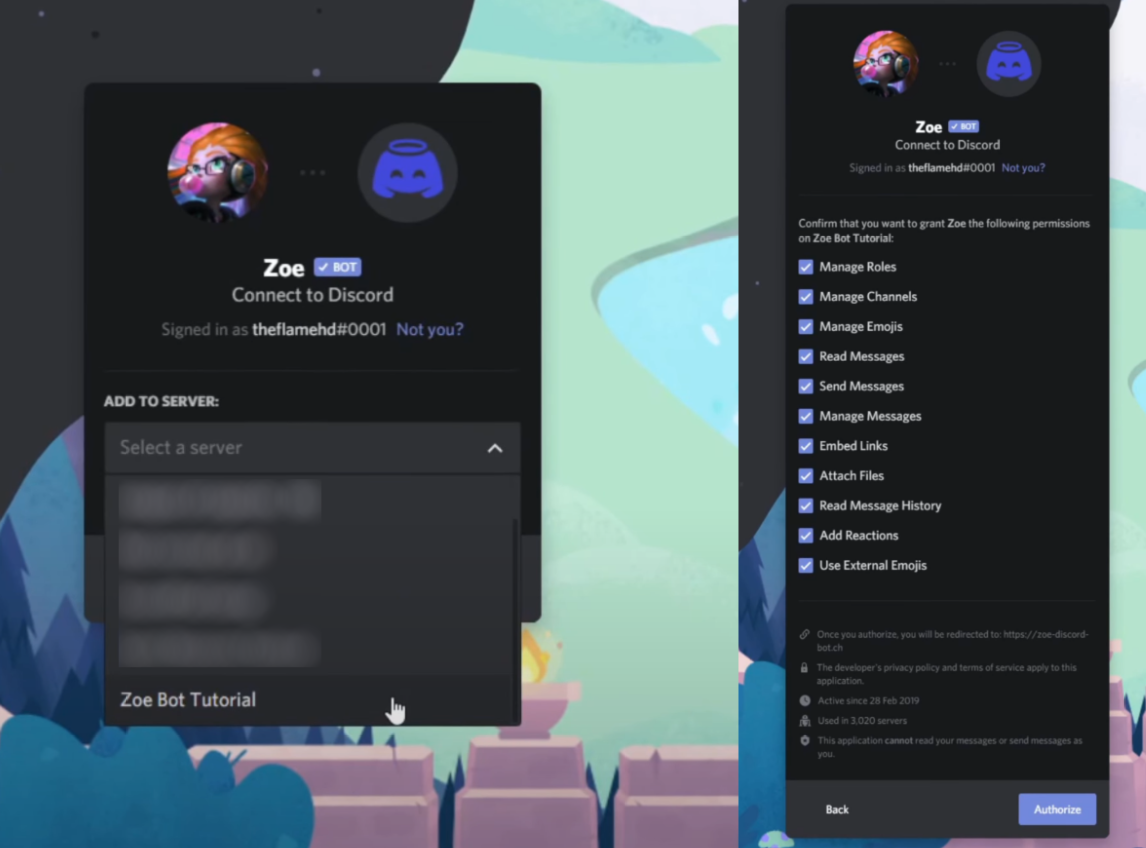 Zoe ✓ BOT
Connect to Discord
Signed in as theflamehd#0001 Not you?
ADD TO SERVER:
Select a server
Zoe Bot Tutorial
Zoe ✓ BOT
Connect to Discord
Signed in as theflamehd#0001 Not you?
Confirm that you want to grant Zoe the following permissions
on Zoe Bot Tutorial:
Manage Roles
Manage Channels
Manage Emojis
Read Messages
Send Messages
Manage Messages
Embed Links
Attach Files
Read Message History
Add Reactions
Use External Emojis
Once you authorize, you will be redirected to: https://zoe-discord-
bot.ch
The developer's privacy policy and terms of service apply to this
application.
Active since 28 Feb 2019
Used in 3,020 servers
This application cannot read your messages or send messages as
you.
Back
Authorize